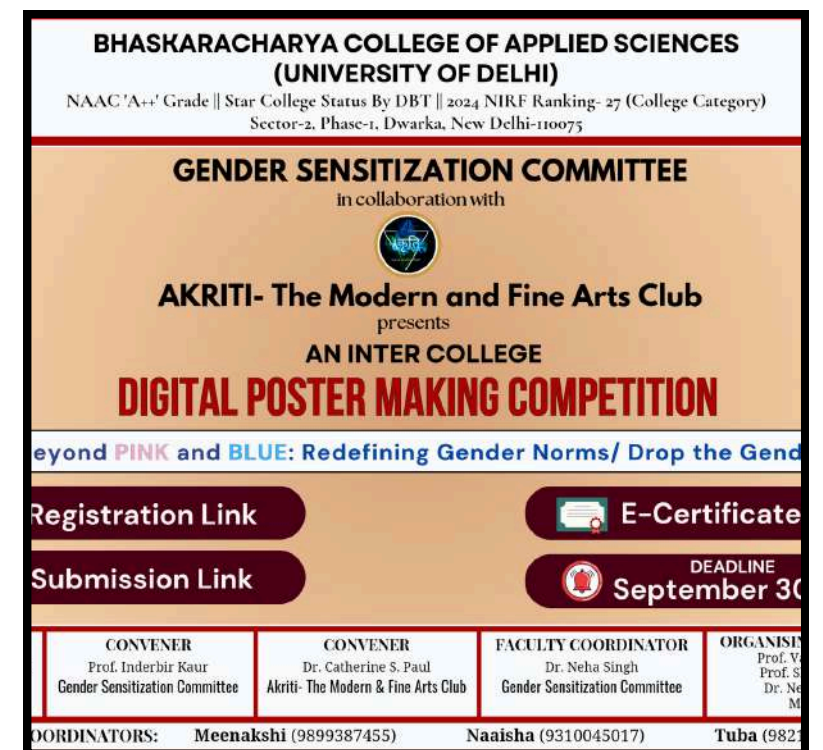 BHASKARACHARYA COLLEGE OF APPLIED SCIENCES
(UNIVERSITY OF DELHI)
NAAC 'A++' Grade || Star College Status By DBT || 2024 NIRF Ranking- 27 (College Category)
Sector-2, Phase-1, Dwarka, New Delhi-110075
GENDER SENSITIZATION COMMITTEE
in collaboration with
AKRITI- The Modern and Fine Arts Club
presents
AN INTER COLLEGE
DIGITAL POSTER MAKING COMPETITION
eyond PINK and BLUE: Redefining Gender Norms/ Drop the Gend
Registration Link
E-Certificate
Submission Link
DEADLINE
September 30
CONVENER
Prof. Inderbir Kaur
Gender Sensitization Committee
CONVENER
Dr. Catherine S. Paul
Akriti- The Modern & Fine Arts Club
FACULTY COORDINATOR
Dr. Neha Singh
Gender Sensitization Committee
Prof.
Prof. S
Dr. Ne
M
OORDINATORS: Meenakshi (9899387455) Naaisha (9310045017) Tuba (9821